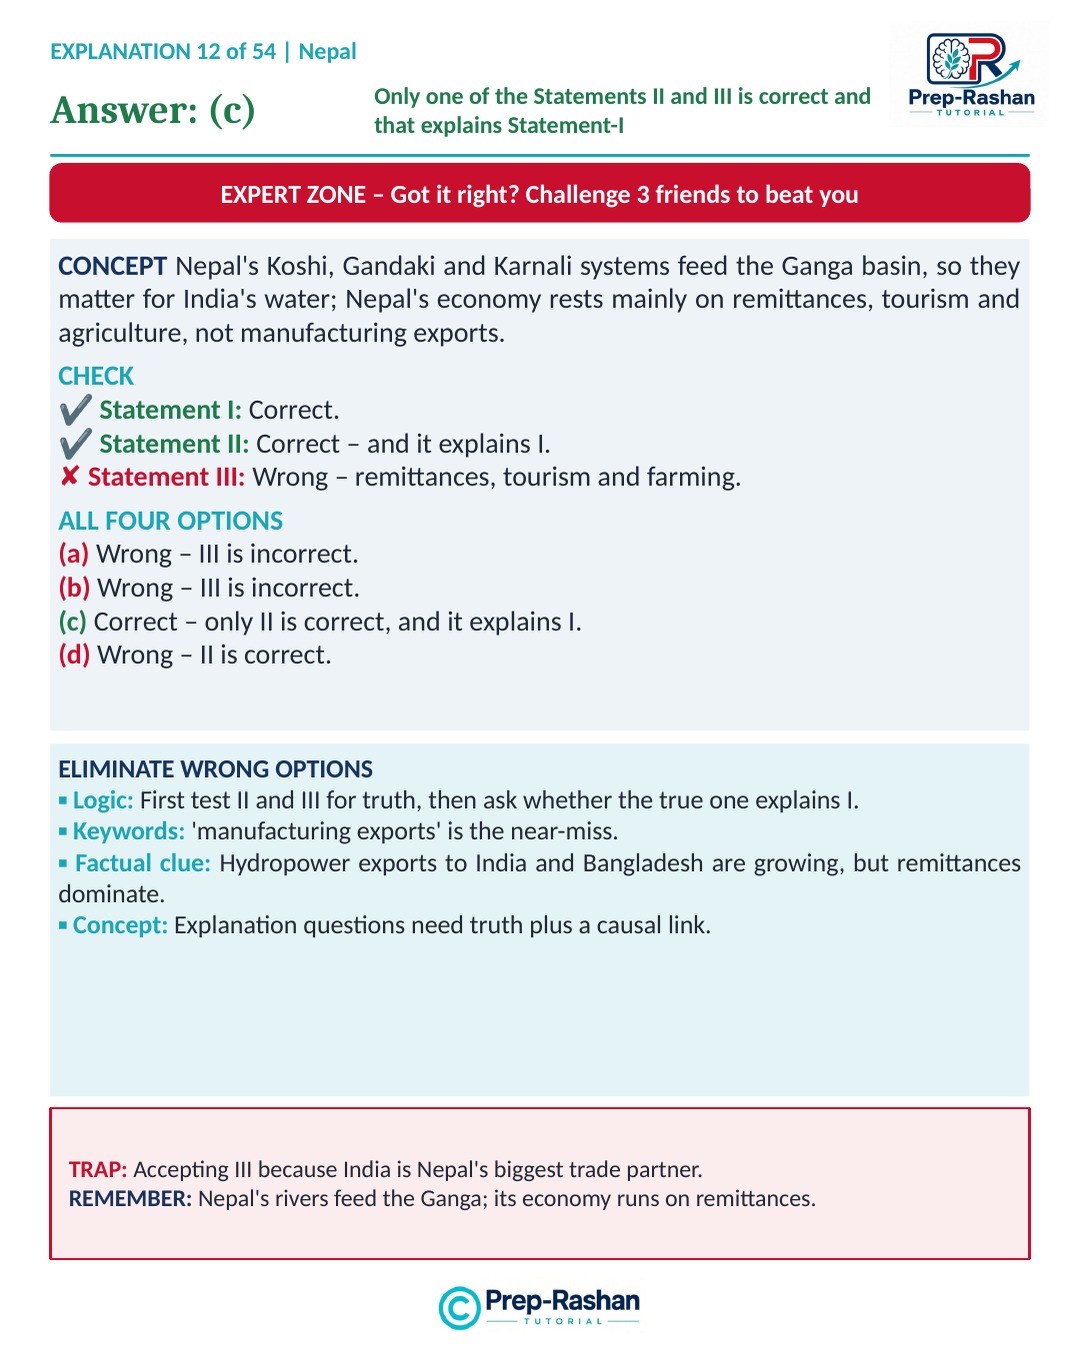 EXPLANATION 12 of 54 | Nepal
Answer: (c)
Only one of the Statements II and III is correct and
that explains Statement-I
Prep-Rashan
TUTORIAL
EXPERT ZONE – Got it right? Challenge 3 friends to beat you
CONCEPT Nepal's Koshi, Gandaki and Karnali systems feed the Ganga basin, so they
matter for India's water; Nepal's economy rests mainly on remittances, tourism and
agriculture, not manufacturing exports.
CHECK
✔ Statement I: Correct.
✔ Statement II: Correct – and it explains I.
✘ Statement III: Wrong – remittances, tourism and farming.
ALL FOUR OPTIONS
(a) Wrong – III is incorrect.
(b) Wrong – III is incorrect.
(c) Correct – only II is correct, and it explains I.
(d) Wrong – II is correct.
ELIMINATE WRONG OPTIONS
▪ Logic: First test II and III for truth, then ask whether the true one explains I.
▪ Keywords: 'manufacturing exports' is the near-miss.
▪ Factual clue: Hydropower exports to India and Bangladesh are growing, but remittances
dominate.
▪ Concept: Explanation questions need truth plus a causal link.
TRAP: Accepting III because India is Nepal's biggest trade partner.
REMEMBER: Nepal's rivers feed the Ganga; its economy runs on remittances.
© Prep-Rashan
TUTORIAL